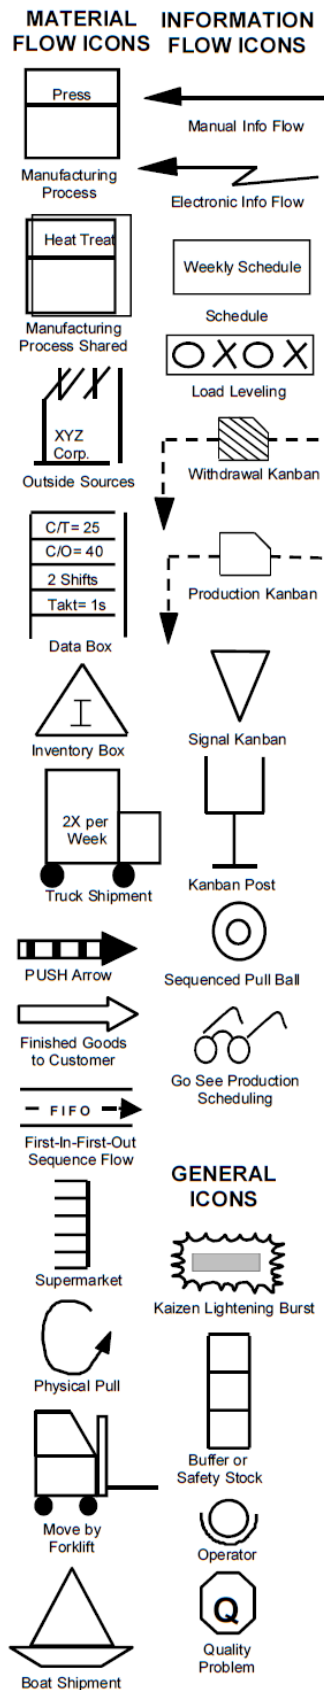 MATERIAL
FLOW ICONS
Press
Manufacturing
Process
Heat Treat
Manufacturing
Process Shared
XYZ
Corp.
Outside Sources
C/T= 25
C/O= 40
2 Shifts
Takt= 1s
Data Box
I
Inventory Box
2X per
Week
Truck Shipment
PUSH Arrow
Finished Goods
to Customer
FIFO
First-In-First-Out
Sequence Flow
Supermarket
Physical Pull
Move by
Forklift
Boat Shipment
INFORMATION
FLOW ICONS
Manual Info Flow
Electronic Info Flow
Weekly Schedule
Schedule
OXOX
Load Leveling
Withdrawal Kanban
Production Kanban
Signal Kanban
Kanban Post
Sequenced Pull Ball
Go See Production
Scheduling
GENERAL
ICONS
Kaizen Lightening Burst
Buffer or
Safety Stock
Operator
Q
Quality
Problem